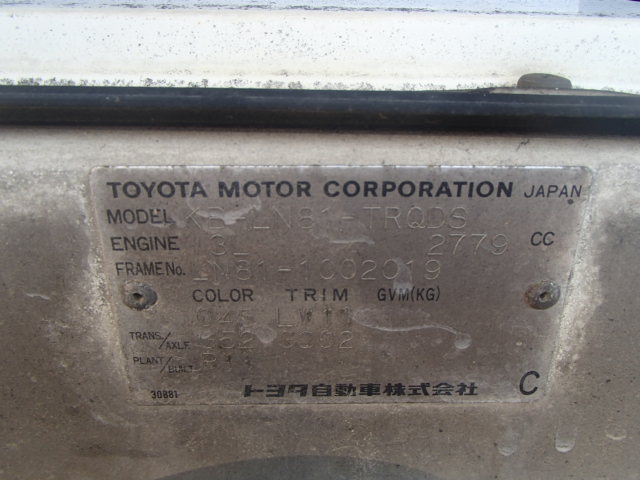 TOYOTA MOTOR CORPORATION JAPAN
MODEL LN81-TRQDS
ENGINE 3L 2779 CC
FRAME No. LN81-1002019
COLOR TRIM GVM(KG)
TRANS./AXLE
PLANT/BUILT
30881 トヨタ自動車株式会社 C